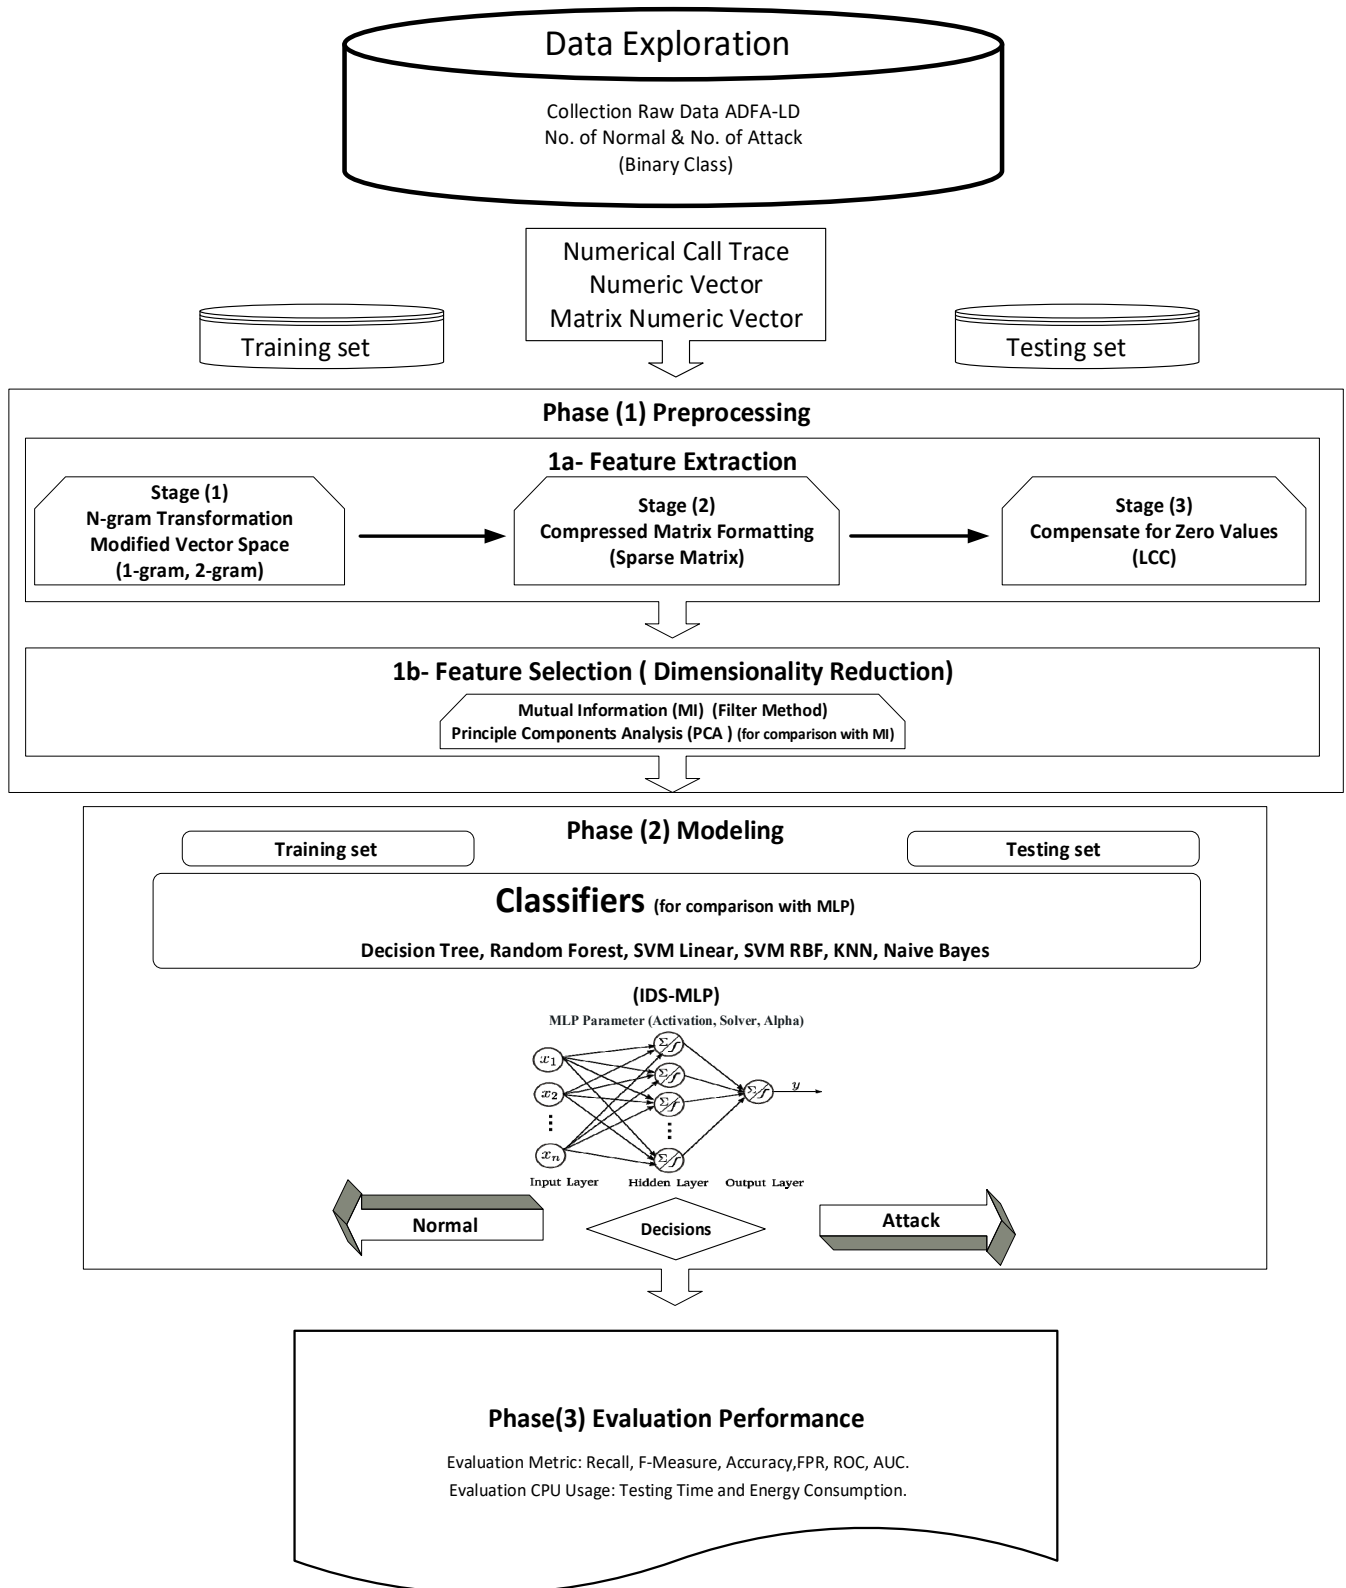 Data Exploration
Collection Raw Data ADFA-LD
No. of Normal & No. of Attack
(Binary Class)
Numerical Call Trace
Numeric Vector
Matrix Numeric Vector
Training set
Testing set
Phase (1) Preprocessing
1a- Feature Extraction
Stage (1)
N-gram Transformation
Modified Vector Space
(1-gram, 2-gram)
Stage (2)
Compressed Matrix Formatting
(Sparse Matrix)
Stage (3)
Compensate for Zero Values
(LCC)
1b- Feature Selection ( Dimensionality Reduction)
Mutual Information (MI) (Filter Method)
Principle Components Analysis (PCA ) (for comparison with MI)
Phase (2) Modeling
Training set
Testing set
Classifiers (for comparison with MLP)
Decision Tree, Random Forest, SVM Linear, SVM RBF, KNN, Naive Bayes
(IDS-MLP)
MLP Parameter (Activation, Solver, Alpha)
x1
x2
⋮
xn
Σ/f
Σ/f
Σ/f
⋮
Σ/f
Σ/f
y
Input Layer
Hidden Layer
Output Layer
Normal
Decisions
Attack
Phase(3) Evaluation Performance
Evaluation Metric: Recall, F-Measure, Accuracy,FPR, ROC, AUC.
Evaluation CPU Usage: Testing Time and Energy Consumption.